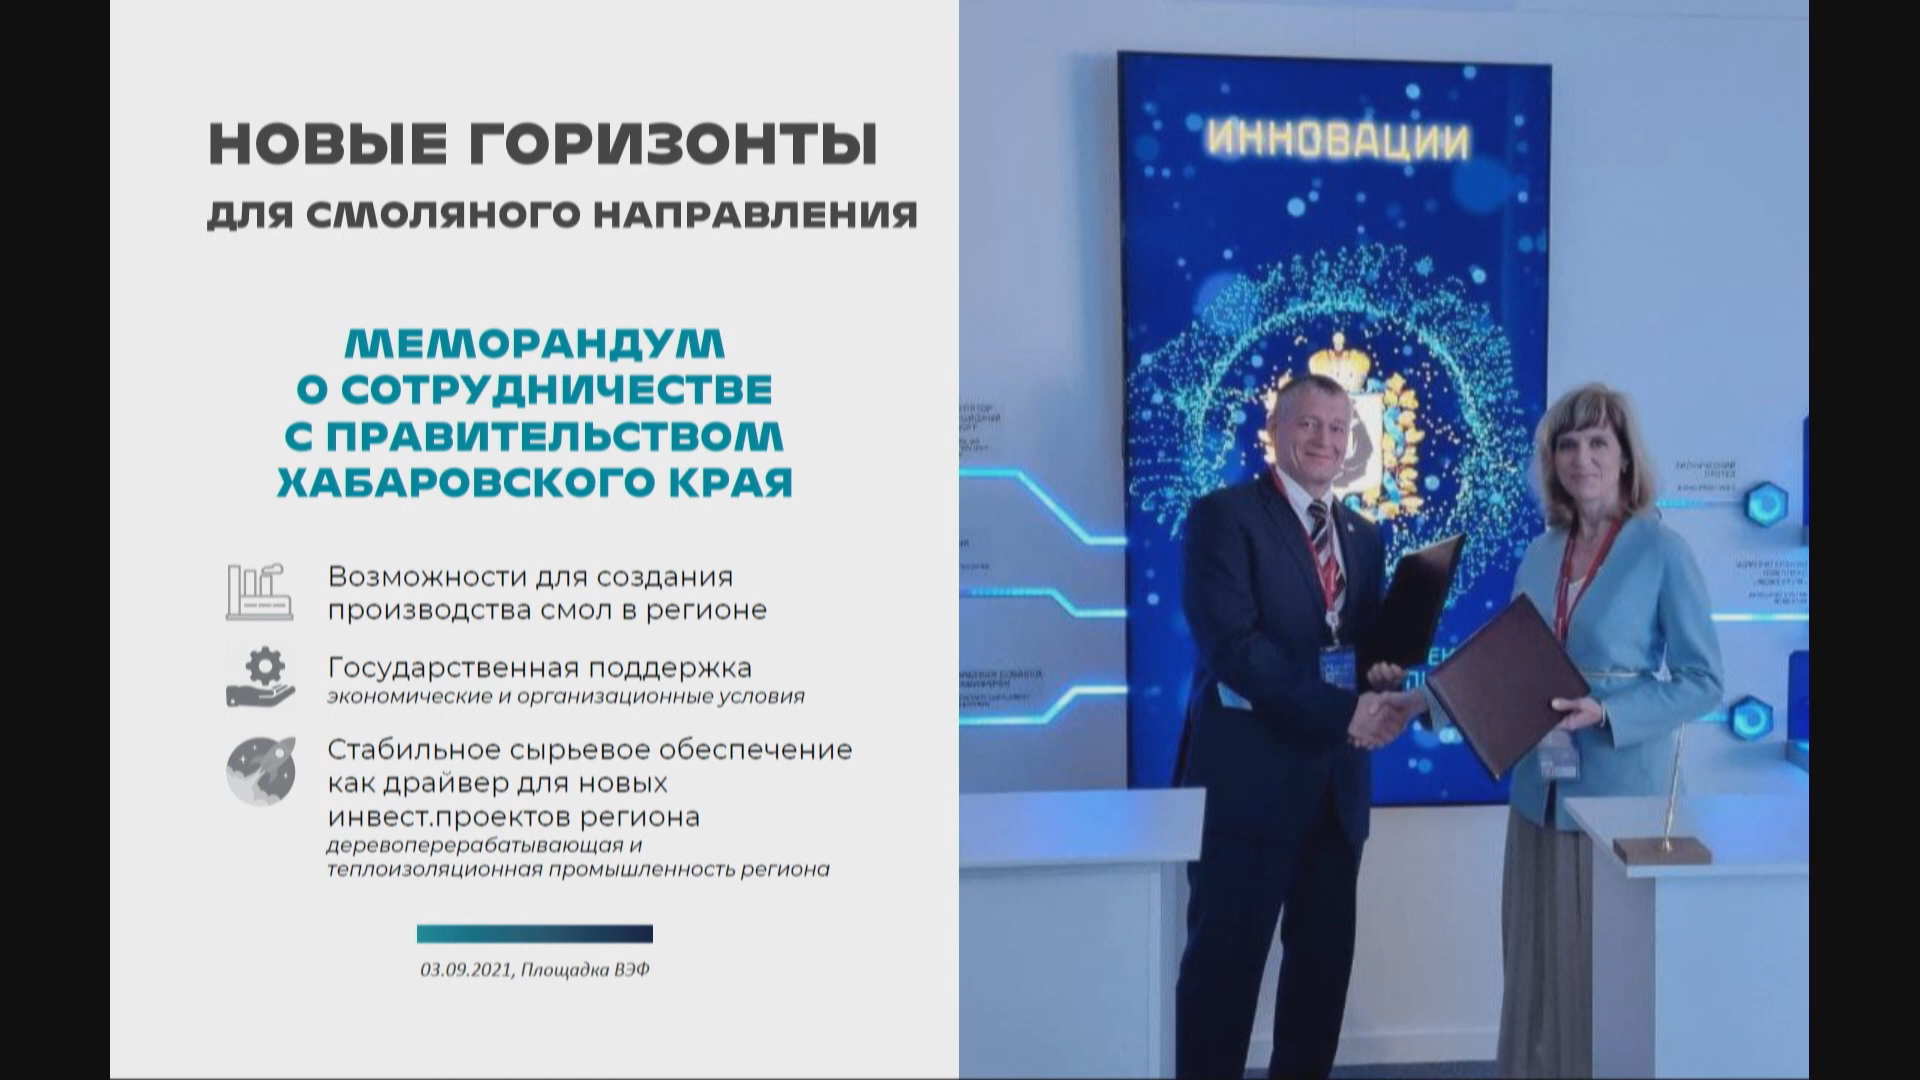 НОВЫЕ ГОРИЗОНТЫ
ДЛЯ СМОЛЯНОГО НАПРАВЛЕНИЯ
МЕМОРАНДУМ
О СОТРУДНИЧЕСТВЕ
С ПРАВИТЕЛЬСТВОМ
ХАБАРОВСКОГО КРАЯ
Возможности для создания
производства смол в регионе
Государственная поддержка
экономические и организационные условия
Стабильное сырьевое обеспечение
как драйвер для новых
инвест.проектов региона
деревоперерабатывающая и
теплоизоляционная промышленность региона
03.09.2021, Площадка ВЭФ
ИННОВАЦИИ